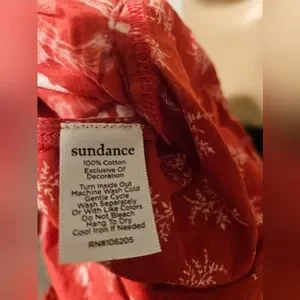 sundance
100% Cotton
Exclusive Of
Decoration
Turn Inside Out
Machine Wash Cold
Gentle Cycle
Wash Separately
Or With Like Colors
Do Not Bleach
Hang To Dry
Cool Iron If Needed
RN#106205